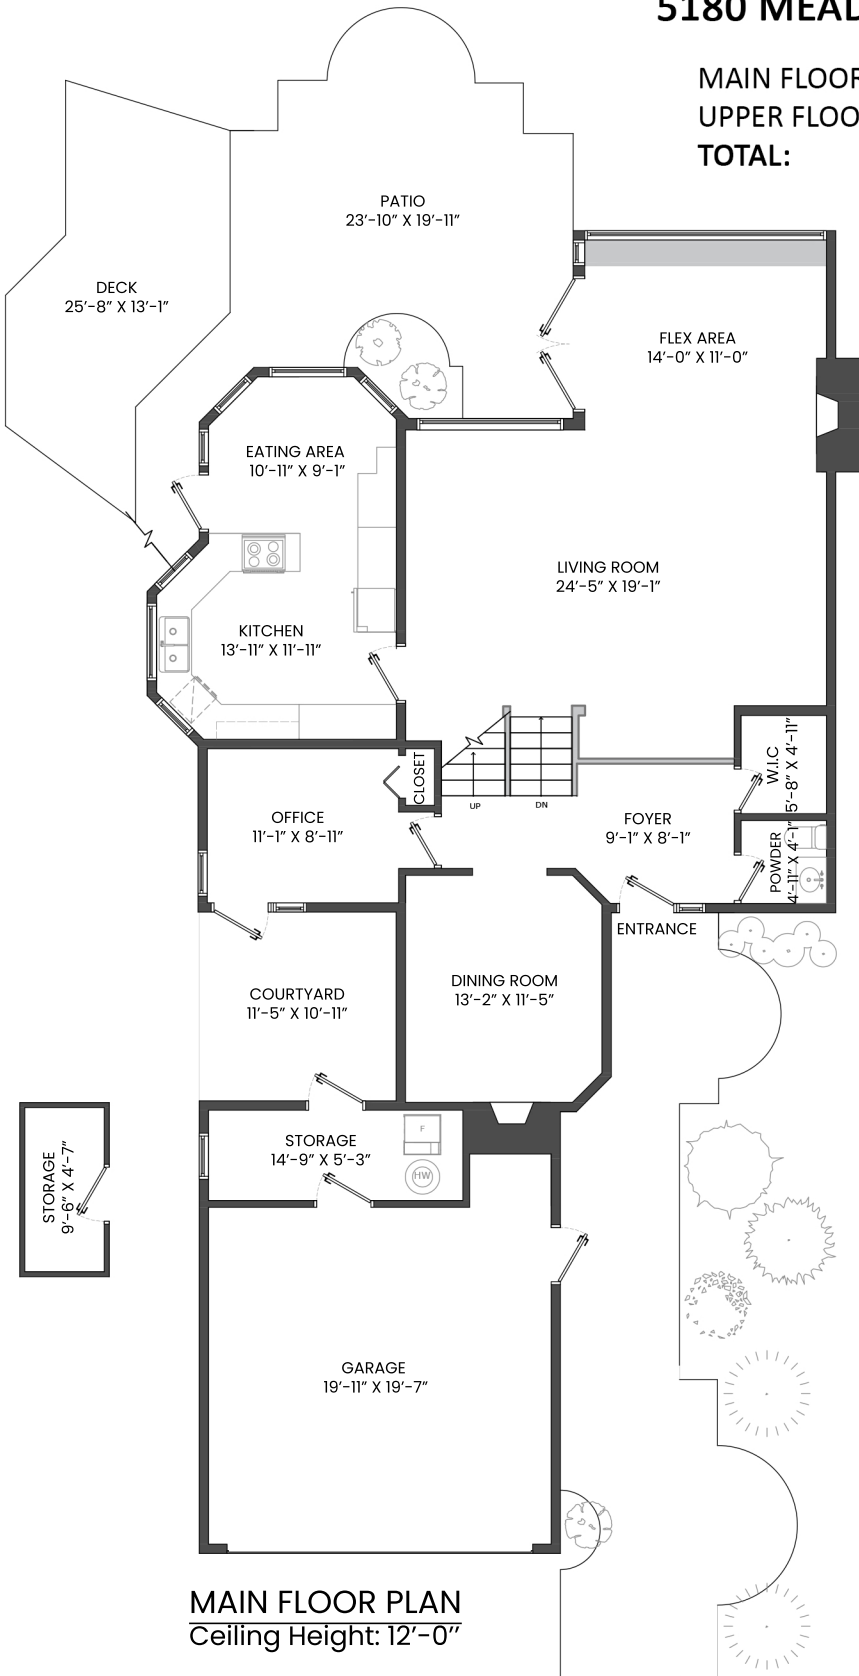 5180 MEAD
MAIN FLOOR
UPPER FLOO
TOTAL:
PATIO
23'-10" X 19'-11"
DECK
25'-8" X 13'-1"
FLEX AREA
14'-0" X 11'-0"
EATING AREA
10'-11" X 9'-1"
LIVING ROOM
24'-5" X 19'-1"
KITCHEN
13'-11" X 11'-11"
W.I.C
5'-8" X 4'-11"
CLOSET
UP
DN
OFFICE
11'-1" X 8'-11"
FOYER
9'-1" X 8'-1"
POWDER
4'-11" X 4'-1"
ENTRANCE
DINING ROOM
13'-2" X 11'-5"
COURTYARD
11'-5" X 10'-11"
STORAGE
14'-9" X 5'-3"
F
HW
STORAGE
9'-6" X 4'-7"
GARAGE
19'-11" X 19'-7"
MAIN FLOOR PLAN
Ceiling Height: 12'-0"